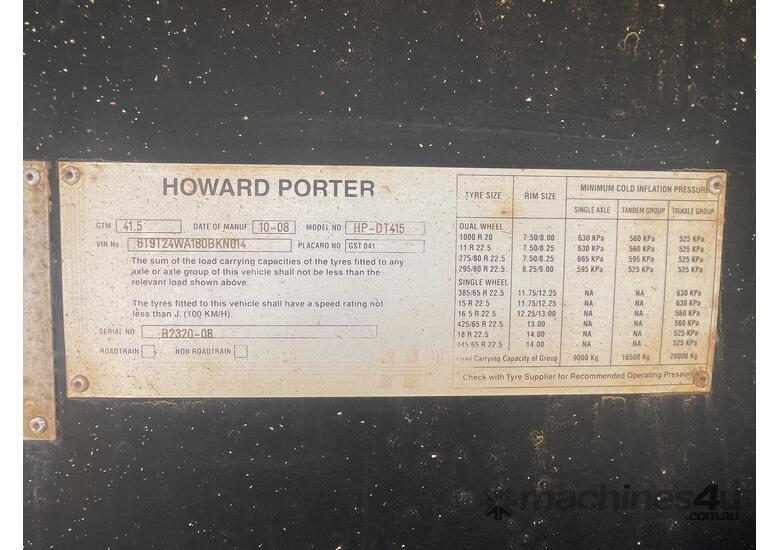 HOWARD PORTER
GTM 41.5 DATE OF MANUF 10-08 MODEL NO HP-DT415
VIN No 6T9T24WA180BKN014 PLACARD NO GST 041
The sum of the load carrying capacities of the tyres fitted to any
axle or axle group of this vehicle shall not be less than the
relevant load shown above.
The tyres fitted to this vehicle shall have a speed rating not
less than J. (100 KM/H).
SERIAL NO B2320-08
ROADTRAIN NON ROADTRAIN
TYRE SIZE RIM SIZE MINIMUM COLD INFLATION PRESSURE
SINGLE AXLE TANDEM GROUP TRIAXLE GROUP
DUAL WHEEL
1000 R 20 7.50/8.00 630 KPa 560 KPa 525 KPa
11 R 22.5 7.50/8.25 630 KPa 560 KPa 525 KPa
275/80 R 22.5 7.50/8.25 665 KPa 595 KPa 525 KPa
295/80 R 22.5 8.25/9.00 595 KPa 525 KPa 525 KPa
SINGLE WHEEL
385/65 R 22.5 11.75/12.25 NA NA 630 KPa
15 R 22.5 11.75/12.25 NA NA 630 KPa
16.5 R 22.5 12.25/13.00 NA NA 560 KPa
425/65 R 22.5 13.00 NA NA 560 KPa
18 R 22.5 14.00 NA NA 525 KPa
445/65 R 22.5 14.00 NA NA 525 KPa
Load Carrying Capacity of Group 9000 Kg 16500 Kg 20000 Kg
Check with Tyre Supplier for Recommended Operating Pressures
machines4u
.com.au